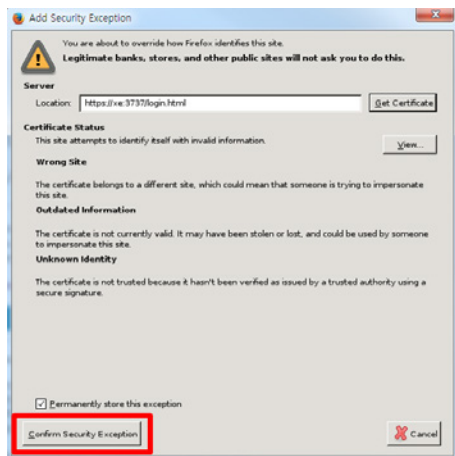 Add Security Exception
You are about to override how Firefox identifies this site.
Legitimate banks, stores, and other public sites will not ask you to
do this.
Server
Location: https://xe:3737/login.html Get Certificate
Certificate Status
This site attempts to identify itself with invalid information. View...
Wrong Site
The certificate belongs to a different site, which could mean that someone is trying to impersonate
this site.
Outdated Information
The certificate is not currently valid. It may have been stolen or lost, and could be used by someone
to impersonate this site.
Unknown Identity
The certificate is not trusted because it hasn't been verified as issued by a trusted authority using a
secure signature.
Permanently store this exception
Confirm Security Exception Cancel